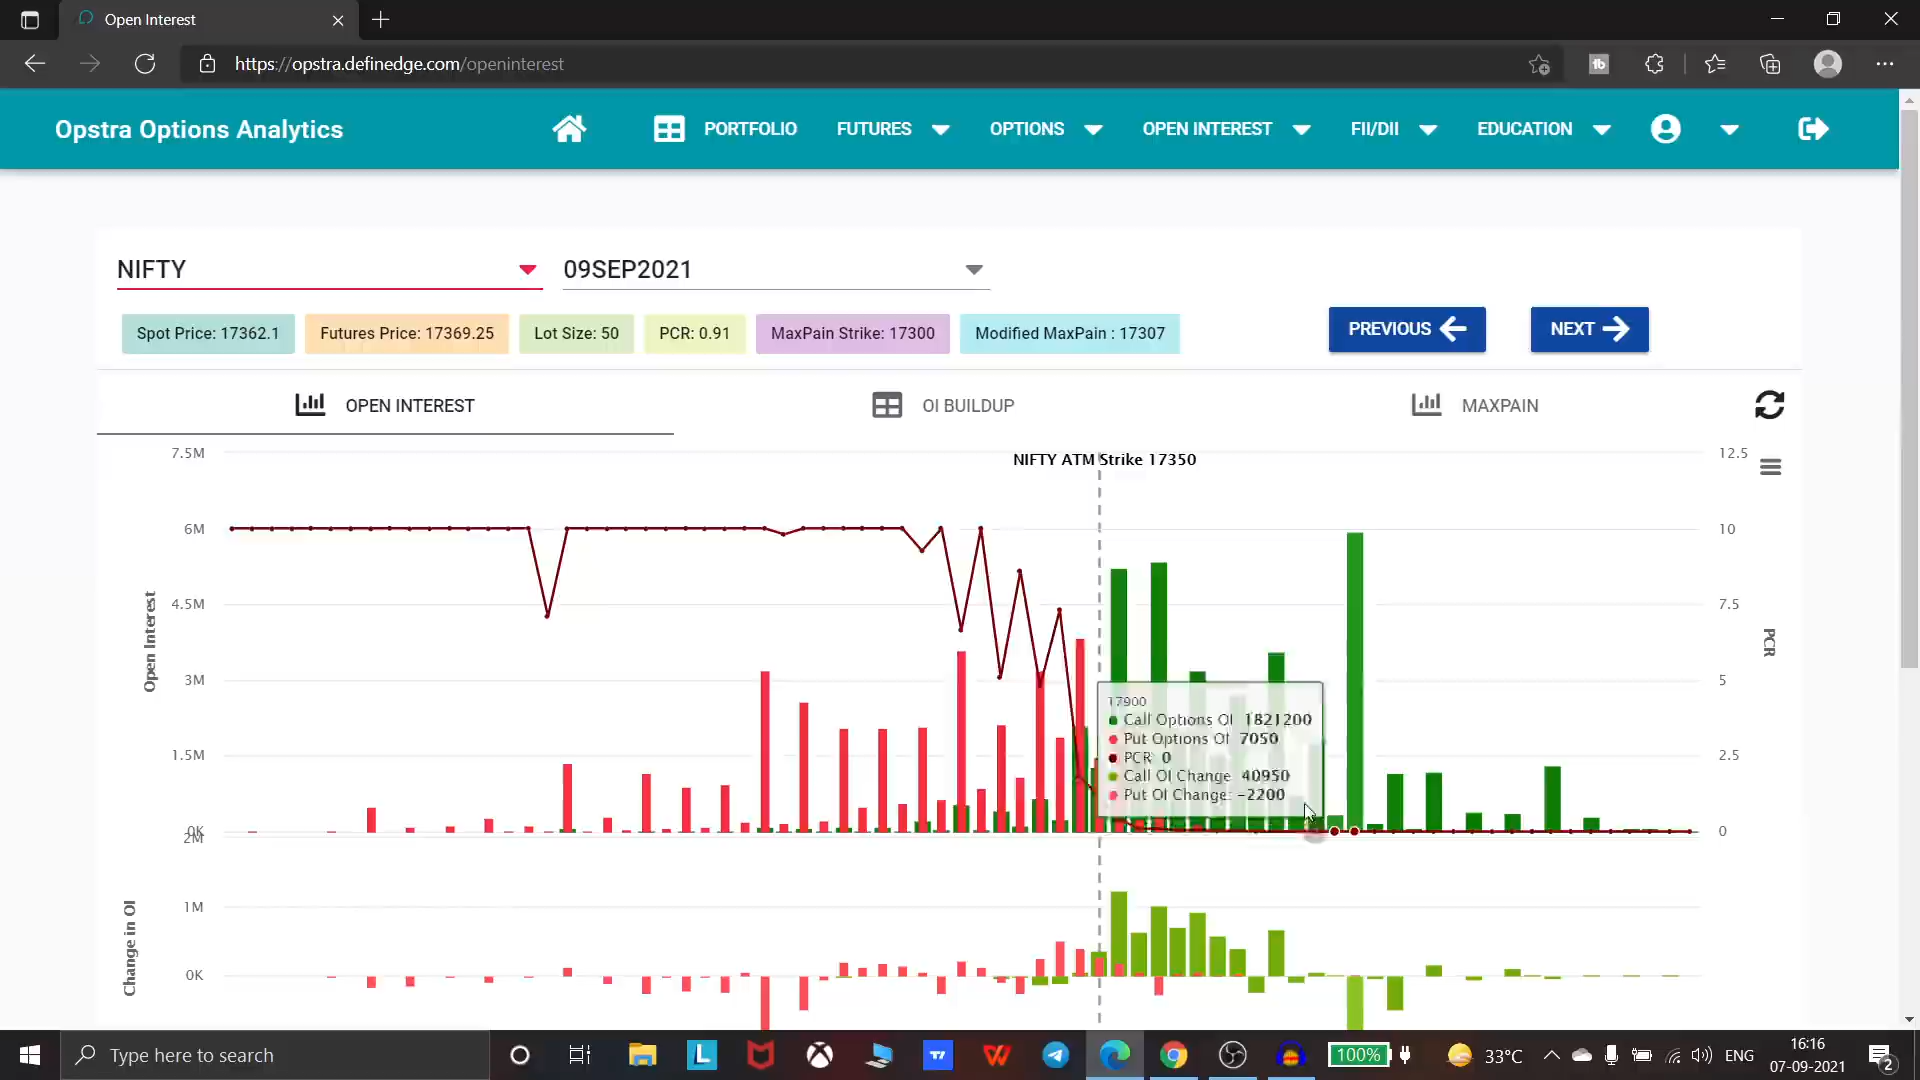 Open Interest
https://opstra.definedge.com/openinterest
Opstra Options Analytics
PORTFOLIO
FUTURES
OPTIONS
OPEN INTEREST
FII/DII
EDUCATION
NIFTY
09SEP2021
Spot Price: 17362.1
Futures Price: 17369.25
Lot Size: 50
PCR: 0.91
MaxPain Strike: 17300
Modified MaxPain : 17307
PREVIOUS
NEXT
OPEN INTEREST
OI BUILDUP
MAXPAIN
NIFTY ATM Strike 17350
7.5M
6M
4.5M
3M
1.5M
0K
Open Interest
12.5
10
7.5
5
2.5
0
PCR
17900
Call Options OI 1821200
Put Options OI 7050
PCR 0
Call OI Change 40950
Put OI Change: -2200
2M
1M
0K
Change in OI
Type here to search
100%
33°C
ENG
16:16
07-09-2021
2